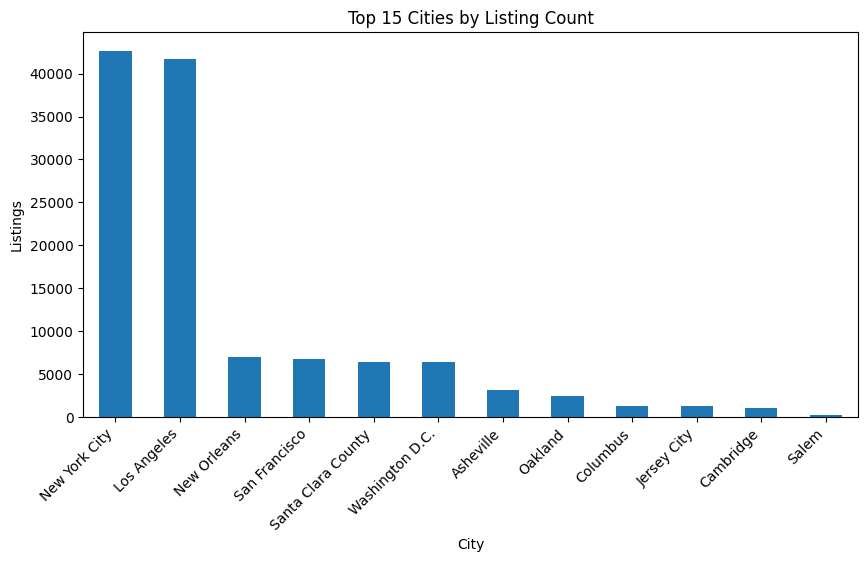 Top 15 Cities by Listing Count
Listings
40000
35000
30000
25000
20000
15000
10000
5000
0
New York City
Los Angeles
New Orleans
San Francisco
Santa Clara County
Washington D.C.
Asheville
Oakland
Columbus
Jersey City
Cambridge
Salem
City